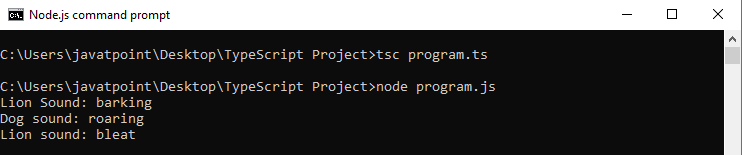 Node.js command prompt
C:\Users\javatpoint\Desktop\TypeScript Project>tsc program.ts
C:\Users\javatpoint\Desktop\TypeScript Project>node program.js
Lion Sound: barking
Dog sound: roaring
Lion sound: bleat